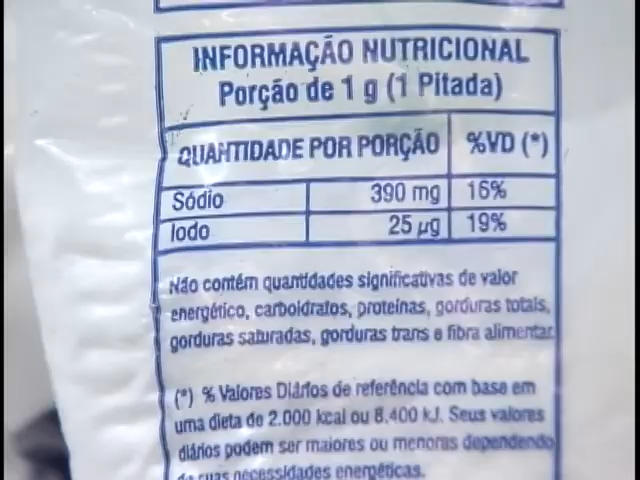 INFORMAÇÃO NUTRICIONAL
Porção de 1 g (1 Pitada)
QUANTIDADE POR PORÇÃO %VD (*)
Sódio 390 mg 16%
Iodo 25 µg 19%
Não contém quantidades significativas de valor
energético, carboidratos, proteínas, gorduras totais,
gorduras saturadas, gorduras trans e fibra alimentar
(*) % Valores Diários de referência com base em
uma dieta de 2.000 kcal ou 8.400 kJ. Seus valores
diários podem ser maiores ou menores dependendo
de suas necessidades energéticas.